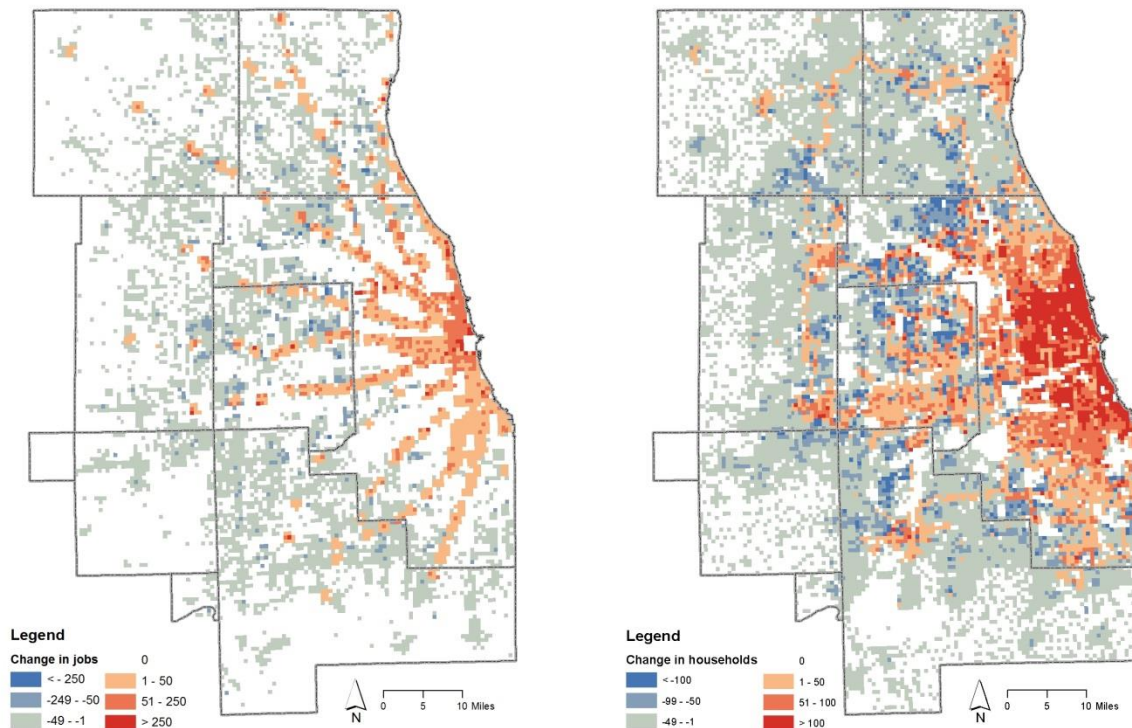 Legend
Change in jobs 0
< - 250 1 - 50
-249 - -50 51 - 250
-49 - -1 > 250
N
0 5 10 Miles
Legend
Change in households 0
< -100 1 - 50
-99 - -50 51 - 100
-49 - -1 > 100
N
0 5 10 Miles